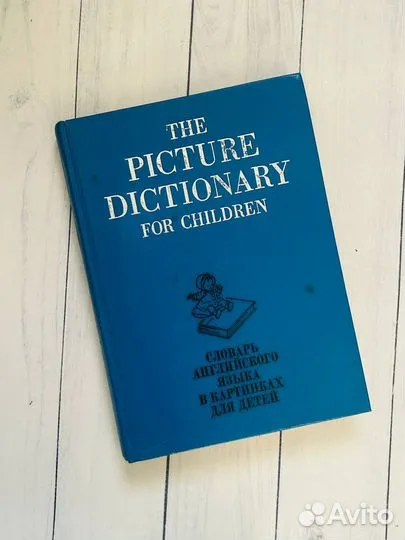 THE
PICTURE
DICTIONARY
FOR CHILDREN
СЛОВАРЬ
АНГЛИЙСКОГО
ЯЗЫКА
В КАРТИНКАХ
ДЛЯ ДЕТЕЙ
Avito